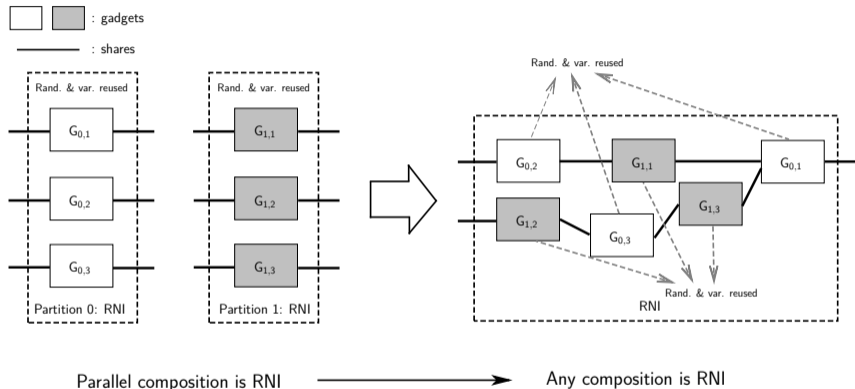 : gadgets
: shares
Rand. & var. reused
G0,1
G0,2
G0,3
Partition 0: RNI
Rand. & var. reused
G1,1
G1,2
G1,3
Partition 1: RNI
Rand. & var. reused
G0,2
G1,1
G0,1
G1,2
G0,3
G1,3
Rand. & var. reused
RNI
Parallel composition is RNI
Any composition is RNI